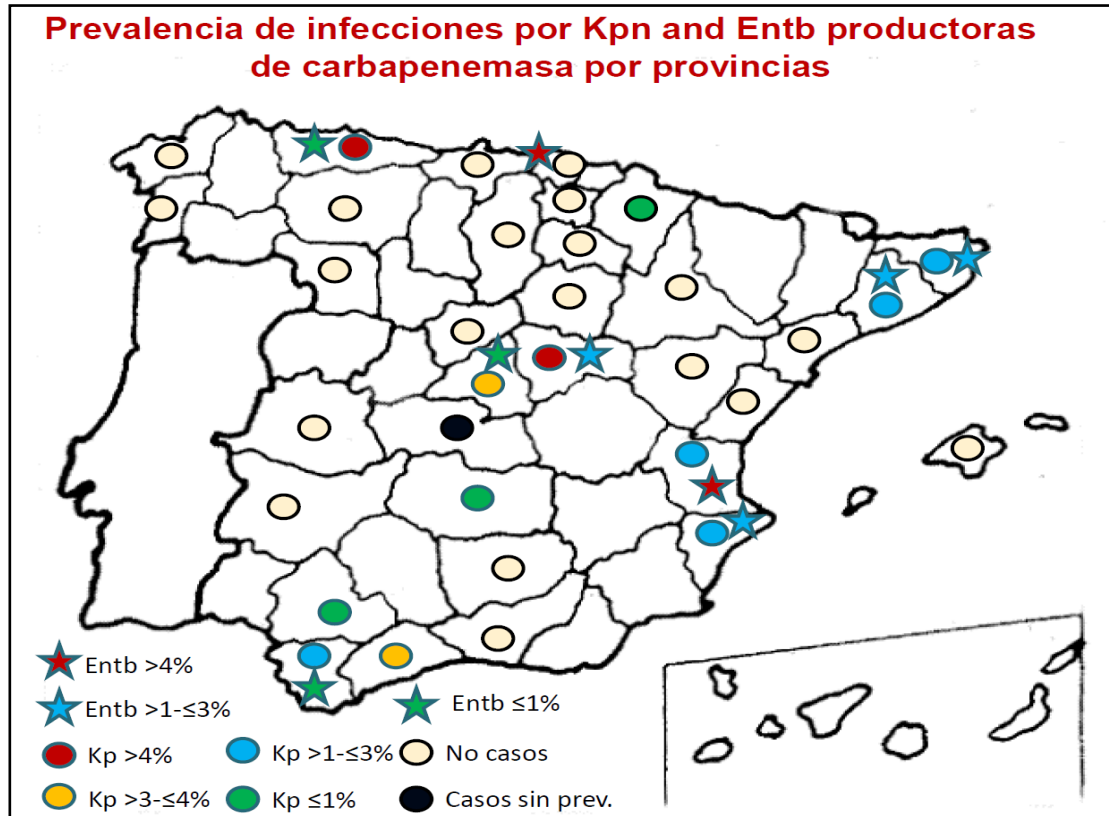 Prevalencia de infecciones por Kpn and Entb productoras
de carbapenemasa por provincias
Entb >4%
Entb >1-≤3%
Entb ≤1%
Kp >4%
Kp >1-≤3%
No casos
Kp >3-≤4%
Kp ≤1%
Casos sin prev.